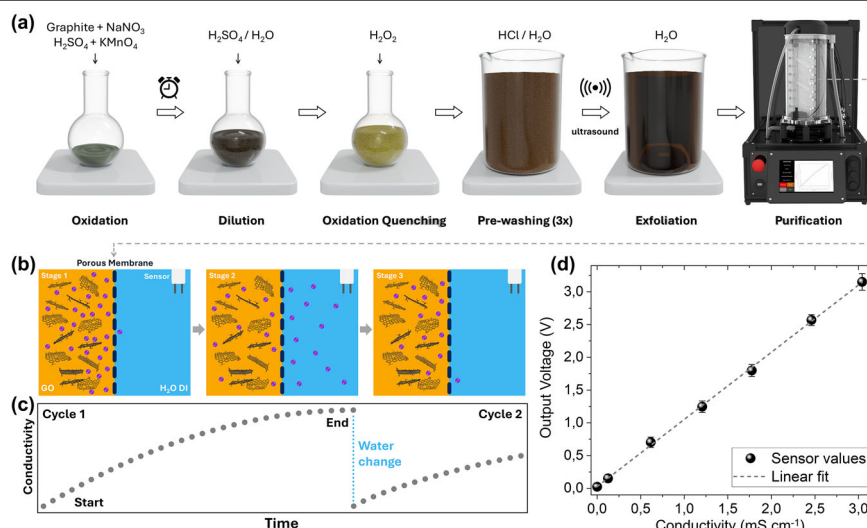 (a)
Graphite + NaNO₃
H₂SO₄ + KMnO₄
H₂SO₄ / H₂O
H₂O₂
HCl / H₂O
H₂O
ultrasound
Oxidation
Dilution
Oxidation Quenching
Pre-washing (3x)
Exfoliation
Purification
(b)
Porous Membrane
Stage 1
Sensor
GO
H₂O DI
Stage 2
Stage 3
(c)
Cycle 1
Cycle 2
End
Water
change
Start
Conductivity
Time
(d)
Output Voltage (V)
3,0
2,5
2,0
1,5
1,0
0,5
0,0
Sensor values
Linear fit
0,0 0,5 1,0 1,5 2,0 2,5 3,0
Conductivity (mS cm⁻¹)